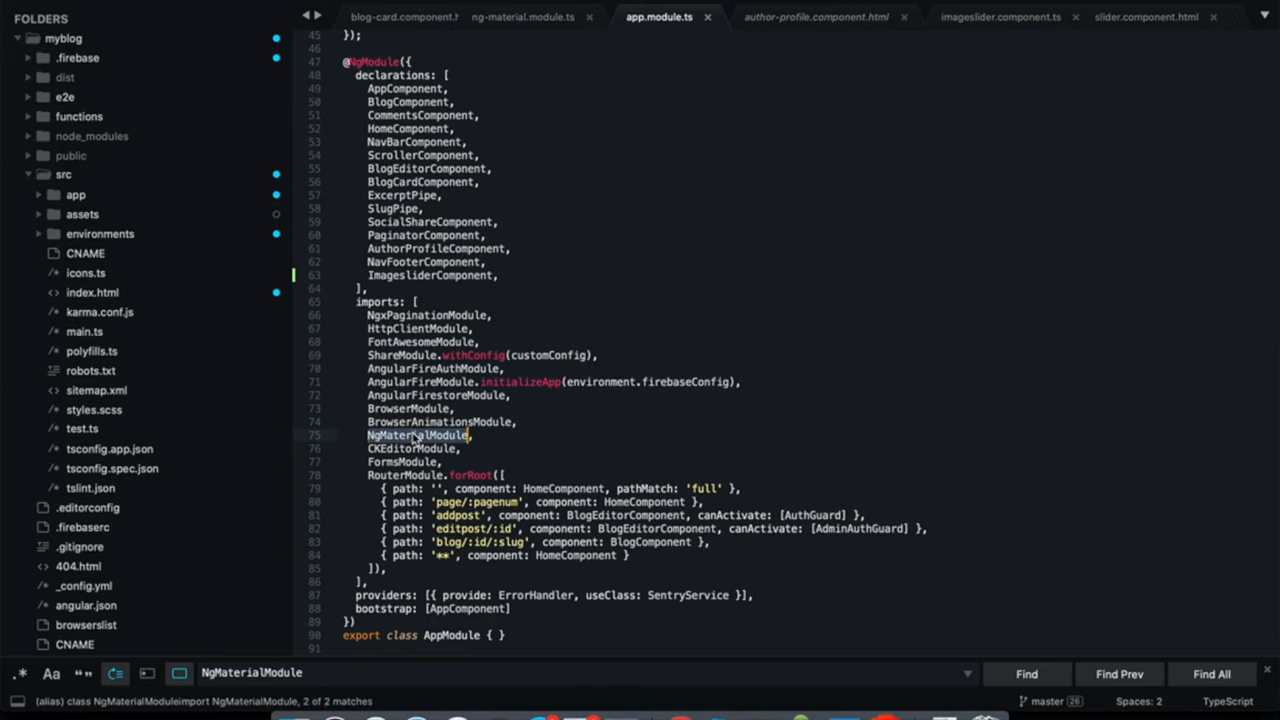 FOLDERS
myblog
.firebase
dist
e2e
functions
node_modules
public
src
app
assets
environments
CNAME
icons.ts
index.html
karma.conf.js
main.ts
polyfills.ts
robots.txt
sitemap.xml
styles.scss
test.ts
tsconfig.app.json
tsconfig.spec.json
tslint.json
.editorconfig
.firebaserc
.gitignore
404.html
_config.yml
angular.json
browserslist
CNAME
blog-card.component.h
ng-material.module.ts
app.module.ts
author-profile.component.html
imageslider.component.ts
slider.component.html
45 });
46
47 @NgModule({
48 declarations: [
49 AppComponent,
50 BlogComponent,
51 CommentsComponent,
52 HomeComponent,
53 NavBarComponent,
54 ScrollerComponent,
55 BlogEditorComponent,
56 BlogCardComponent,
57 ExcerptPipe,
58 SlugPipe,
59 SocialShareComponent,
60 PaginatorComponent,
61 AuthorProfileComponent,
62 NavFooterComponent,
63 ImagesliderComponent,
64 ],
65 imports: [
66 NgxPaginationModule,
67 HttpClientModule,
68 FontAwesomeModule,
69 ShareModule.withConfig(customConfig),
70 AngularFireAuthModule,
71 AngularFireModule.initializeApp(environment.firebaseConfig),
72 AngularFirestoreModule,
73 BrowserModule,
74 BrowserAnimationsModule,
75 NgMaterialModule,
76 CKEditorModule,
77 FormsModule,
78 RouterModule.forRoot([
79 { path: '', component: HomeComponent, pathMatch: 'full' },
80 { path: 'page/:pagenum', component: HomeComponent },
81 { path: 'addpost', component: BlogEditorComponent, canActivate: [AuthGuard] },
82 { path: 'editpost/:id', component: BlogEditorComponent, canActivate: [AdminAuthGuard] },
83 { path: 'blog/:id/:slug', component: BlogComponent },
84 { path: '**', component: HomeComponent }
85 ]),
86 ],
87 providers: [{ provide: ErrorHandler, useClass: SentryService }],
88 bootstrap: [AppComponent]
89 })
90 export class AppModule { }
91
.* Aa “” NgMaterialModule Find Find Prev Find All
(alias) class NgMaterialModuleimport NgMaterialModule, 2 of 2 matches master 26 Spaces: 2 TypeScript